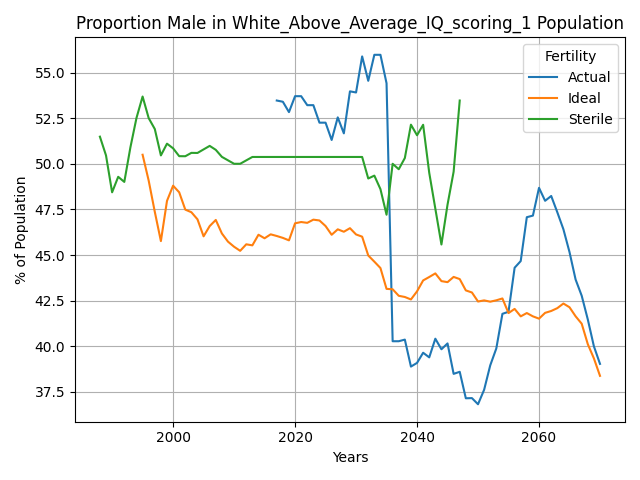 Proportion Male in White_Above_Average_IQ_scoring_1 Population
Fertility
Actual
Ideal
Sterile
% of Population
55.0
52.5
50.0
47.5
45.0
42.5
40.0
37.5
2000
2020
2040
2060
Years